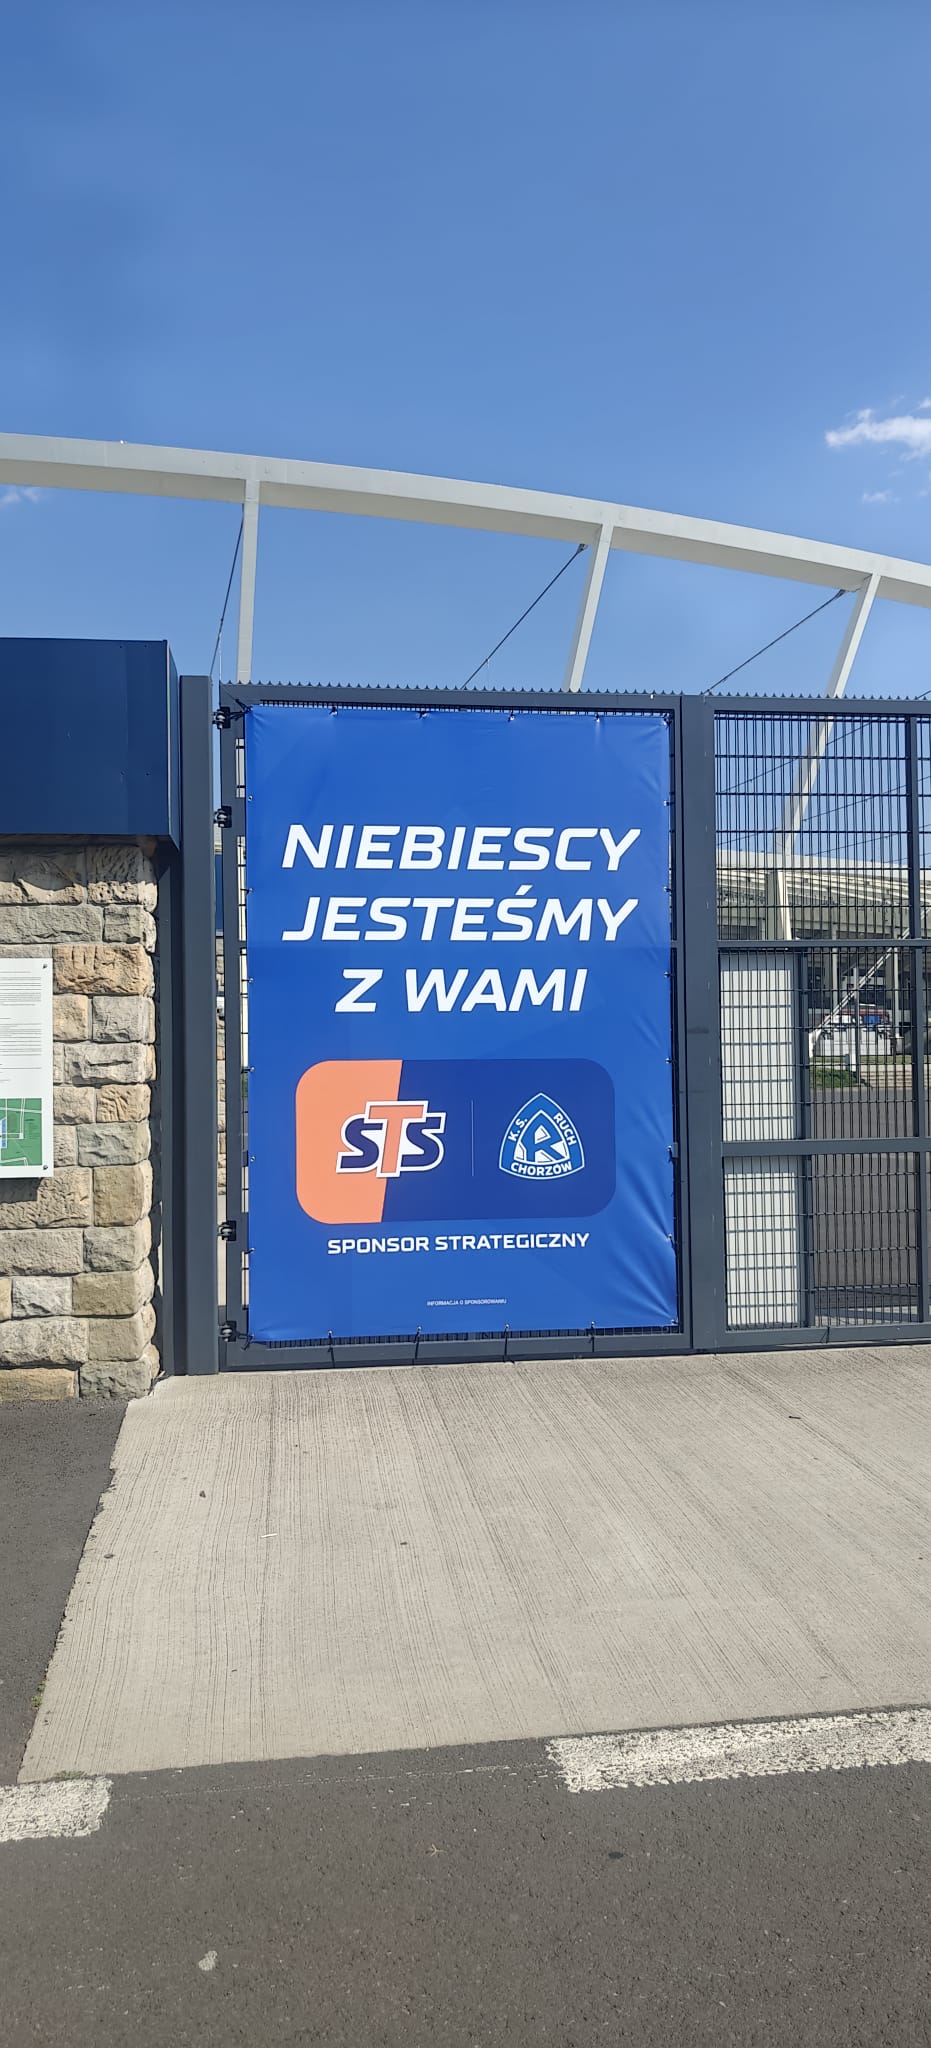 NIEBIESCY
JESTEŚMY
Z WAMI
STS
K.S. RUCH
CHORZÓW
SPONSOR STRATEGICZNY
INFORMACJA O SPONSOROWANIU